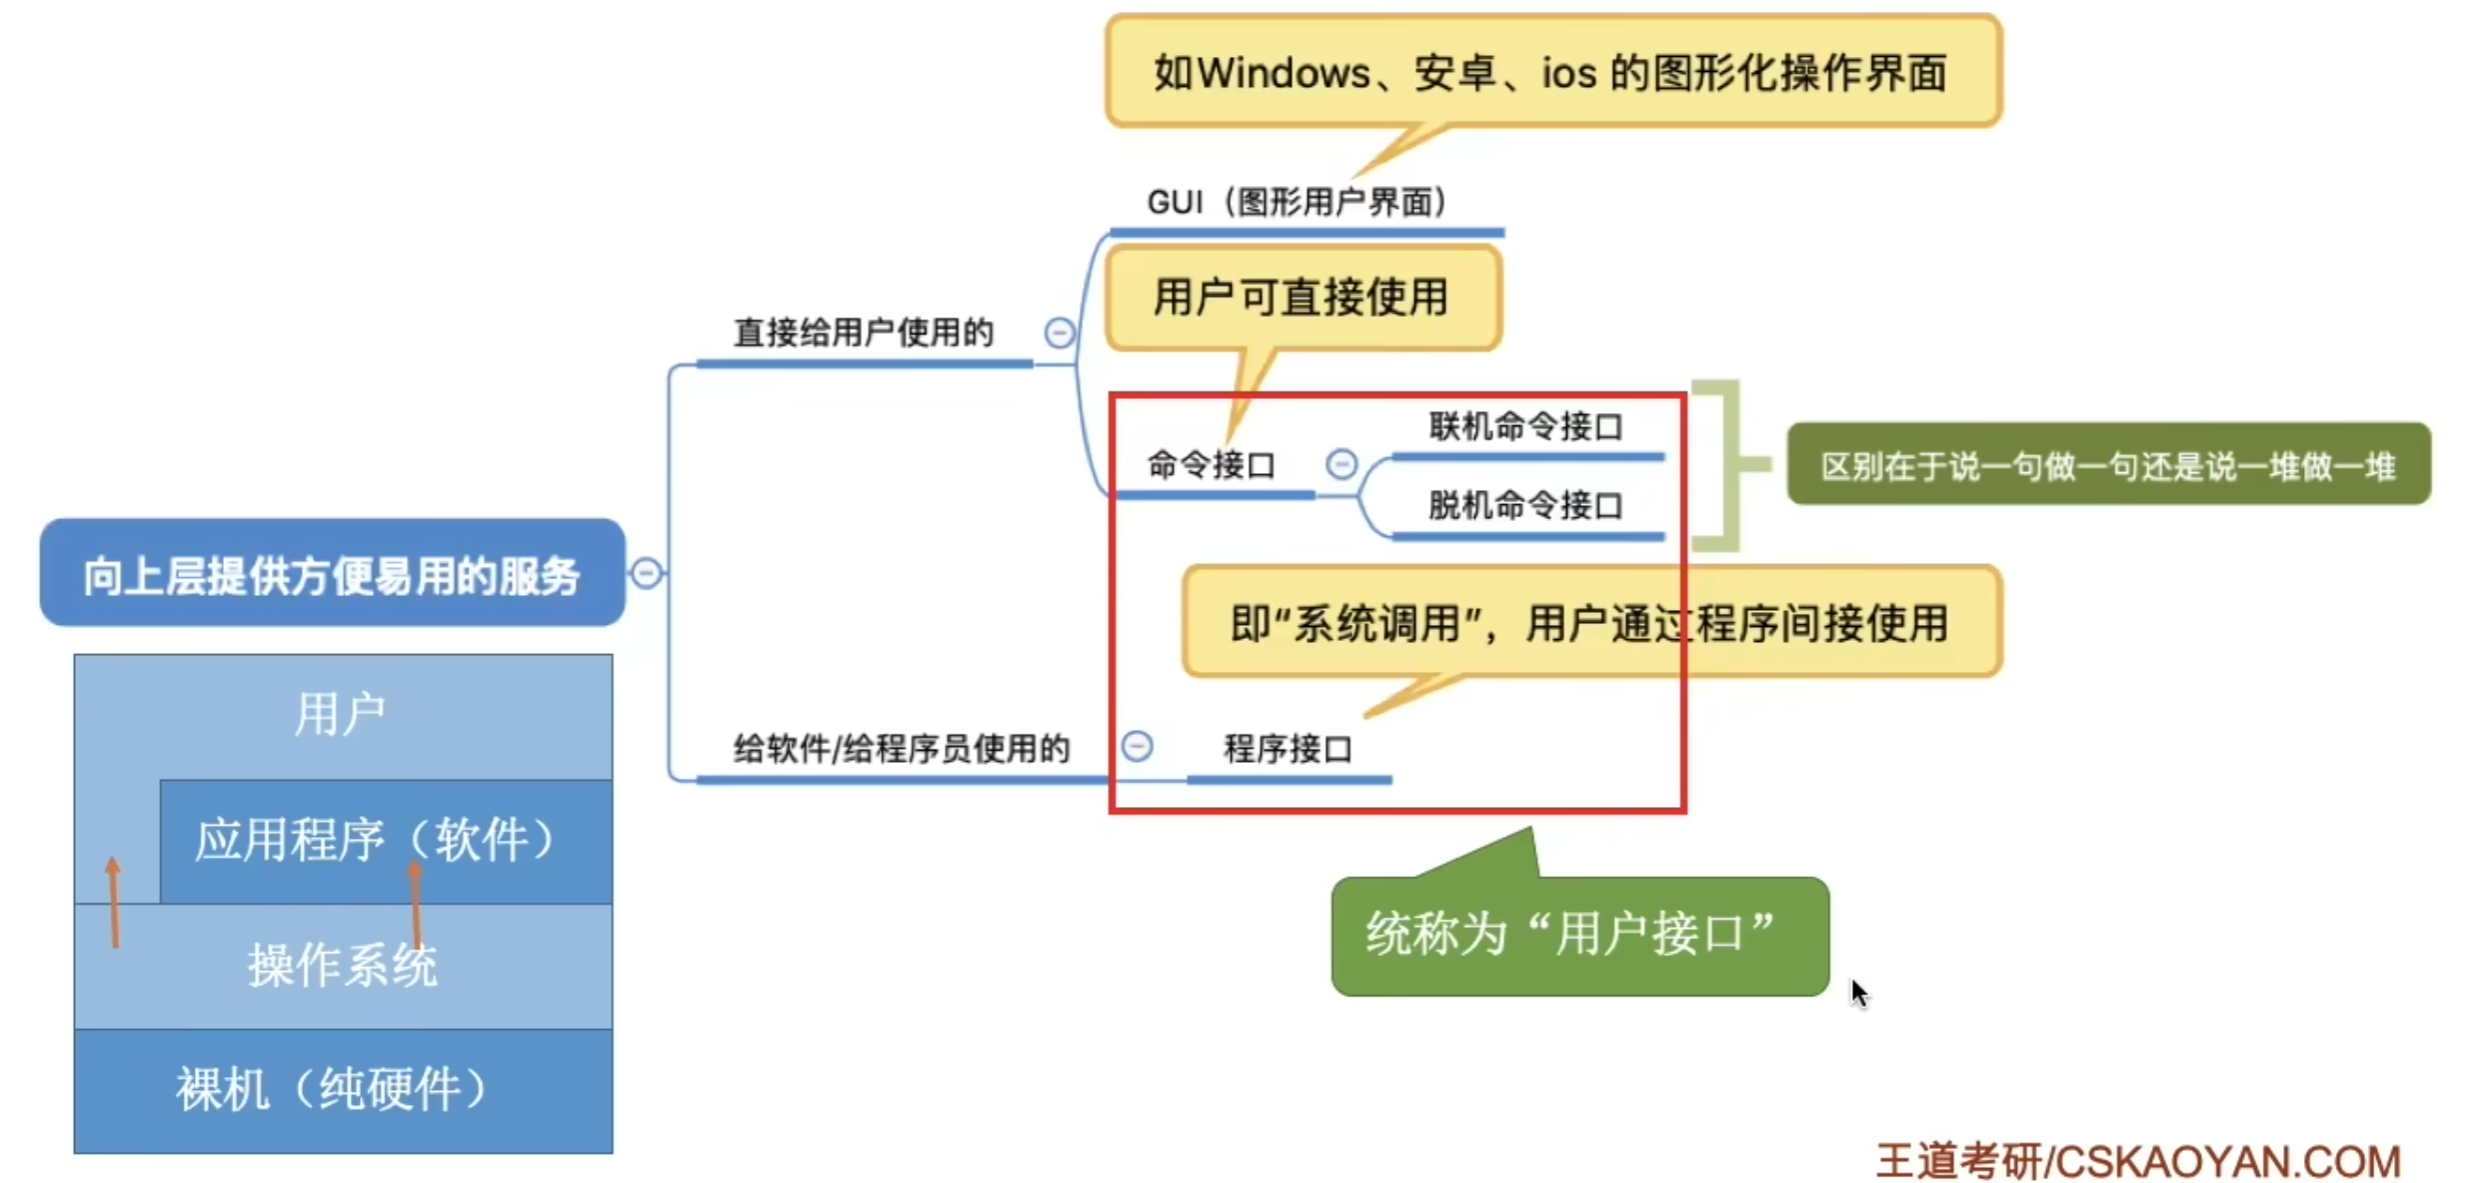 如Windows、安卓、ios 的图形化操作界面
GUI（图形用户界面）
用户可直接使用
直接给用户使用的
联机命令接口
命令接口
区别在于说一句做一句还是说一堆做一堆
脱机命令接口
向上层提供方便易用的服务
即“系统调用”，用户通过程序间接使用
用户
给软件/给程序员使用的
程序接口
应用程序（软件）
统称为“用户接口”
操作系统
裸机（纯硬件）
王道考研/CSKAOYAN.COM